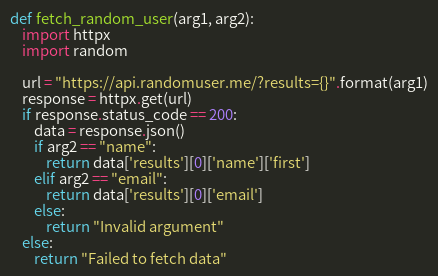 def fetch_random_user(arg1, arg2):
    import httpx
    import random

    url = "https://api.randomuser.me/?results={}".format(arg1)
    response = httpx.get(url)
    if response.status_code == 200:
        data = response.json()
        if arg2 == "name":
            return data['results'][0]['name']['first']
        elif arg2 == "email":
            return data['results'][0]['email']
        else:
            return "Invalid argument"
    else:
        return "Failed to fetch data"